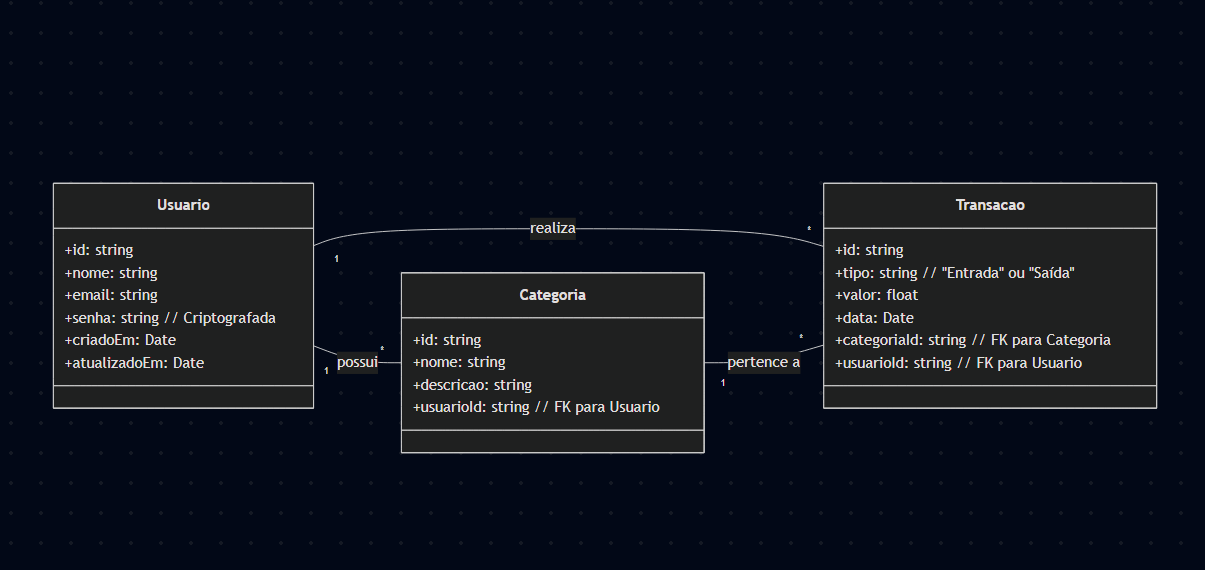 Usuario
+id: string
+nome: string
+email: string
+senha: string // Criptografada
+criadoEm: Date
+atualizadoEm: Date
1
realiza
*
1
possui
*
Categoria
+id: string
+nome: string
+descricao: string
+usuarioId: string // FK para Usuario
1
pertence a
*
Transacao
+id: string
+tipo: string // "Entrada" ou "Saída"
+valor: float
+data: Date
+categoriaId: string // FK para Categoria
+usuarioId: string // FK para Usuario